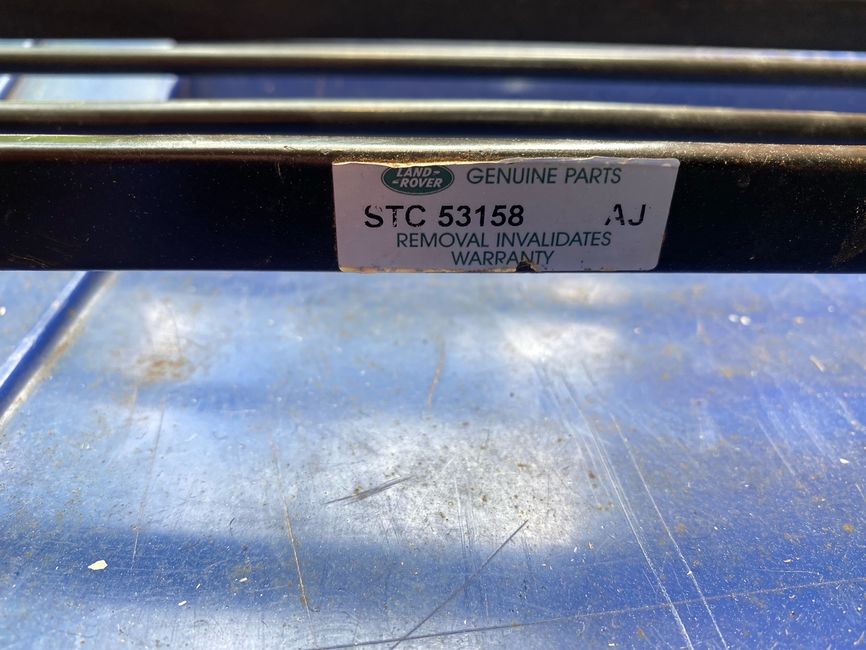 LAND-
-ROVER
GENUINE PARTS
STC 53158 AJ
REMOVAL INVALIDATES
WARRANTY